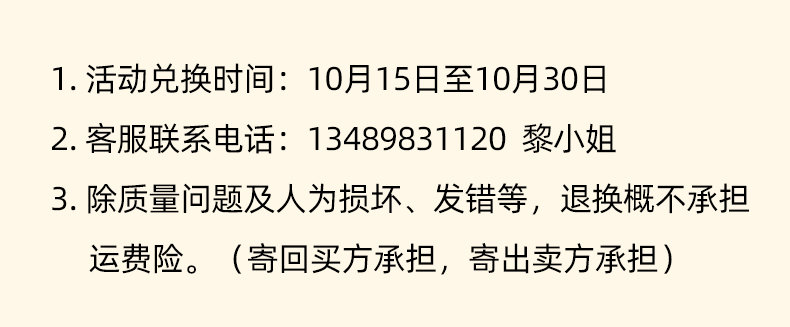 1. 活动兑换时间：10月15日至10月30日
2. 客服联系电话：13489831120 黎小姐
3. 除质量问题及人为损坏、发错等，退换概不承担
运费险。（寄回买方承担，寄出卖方承担）